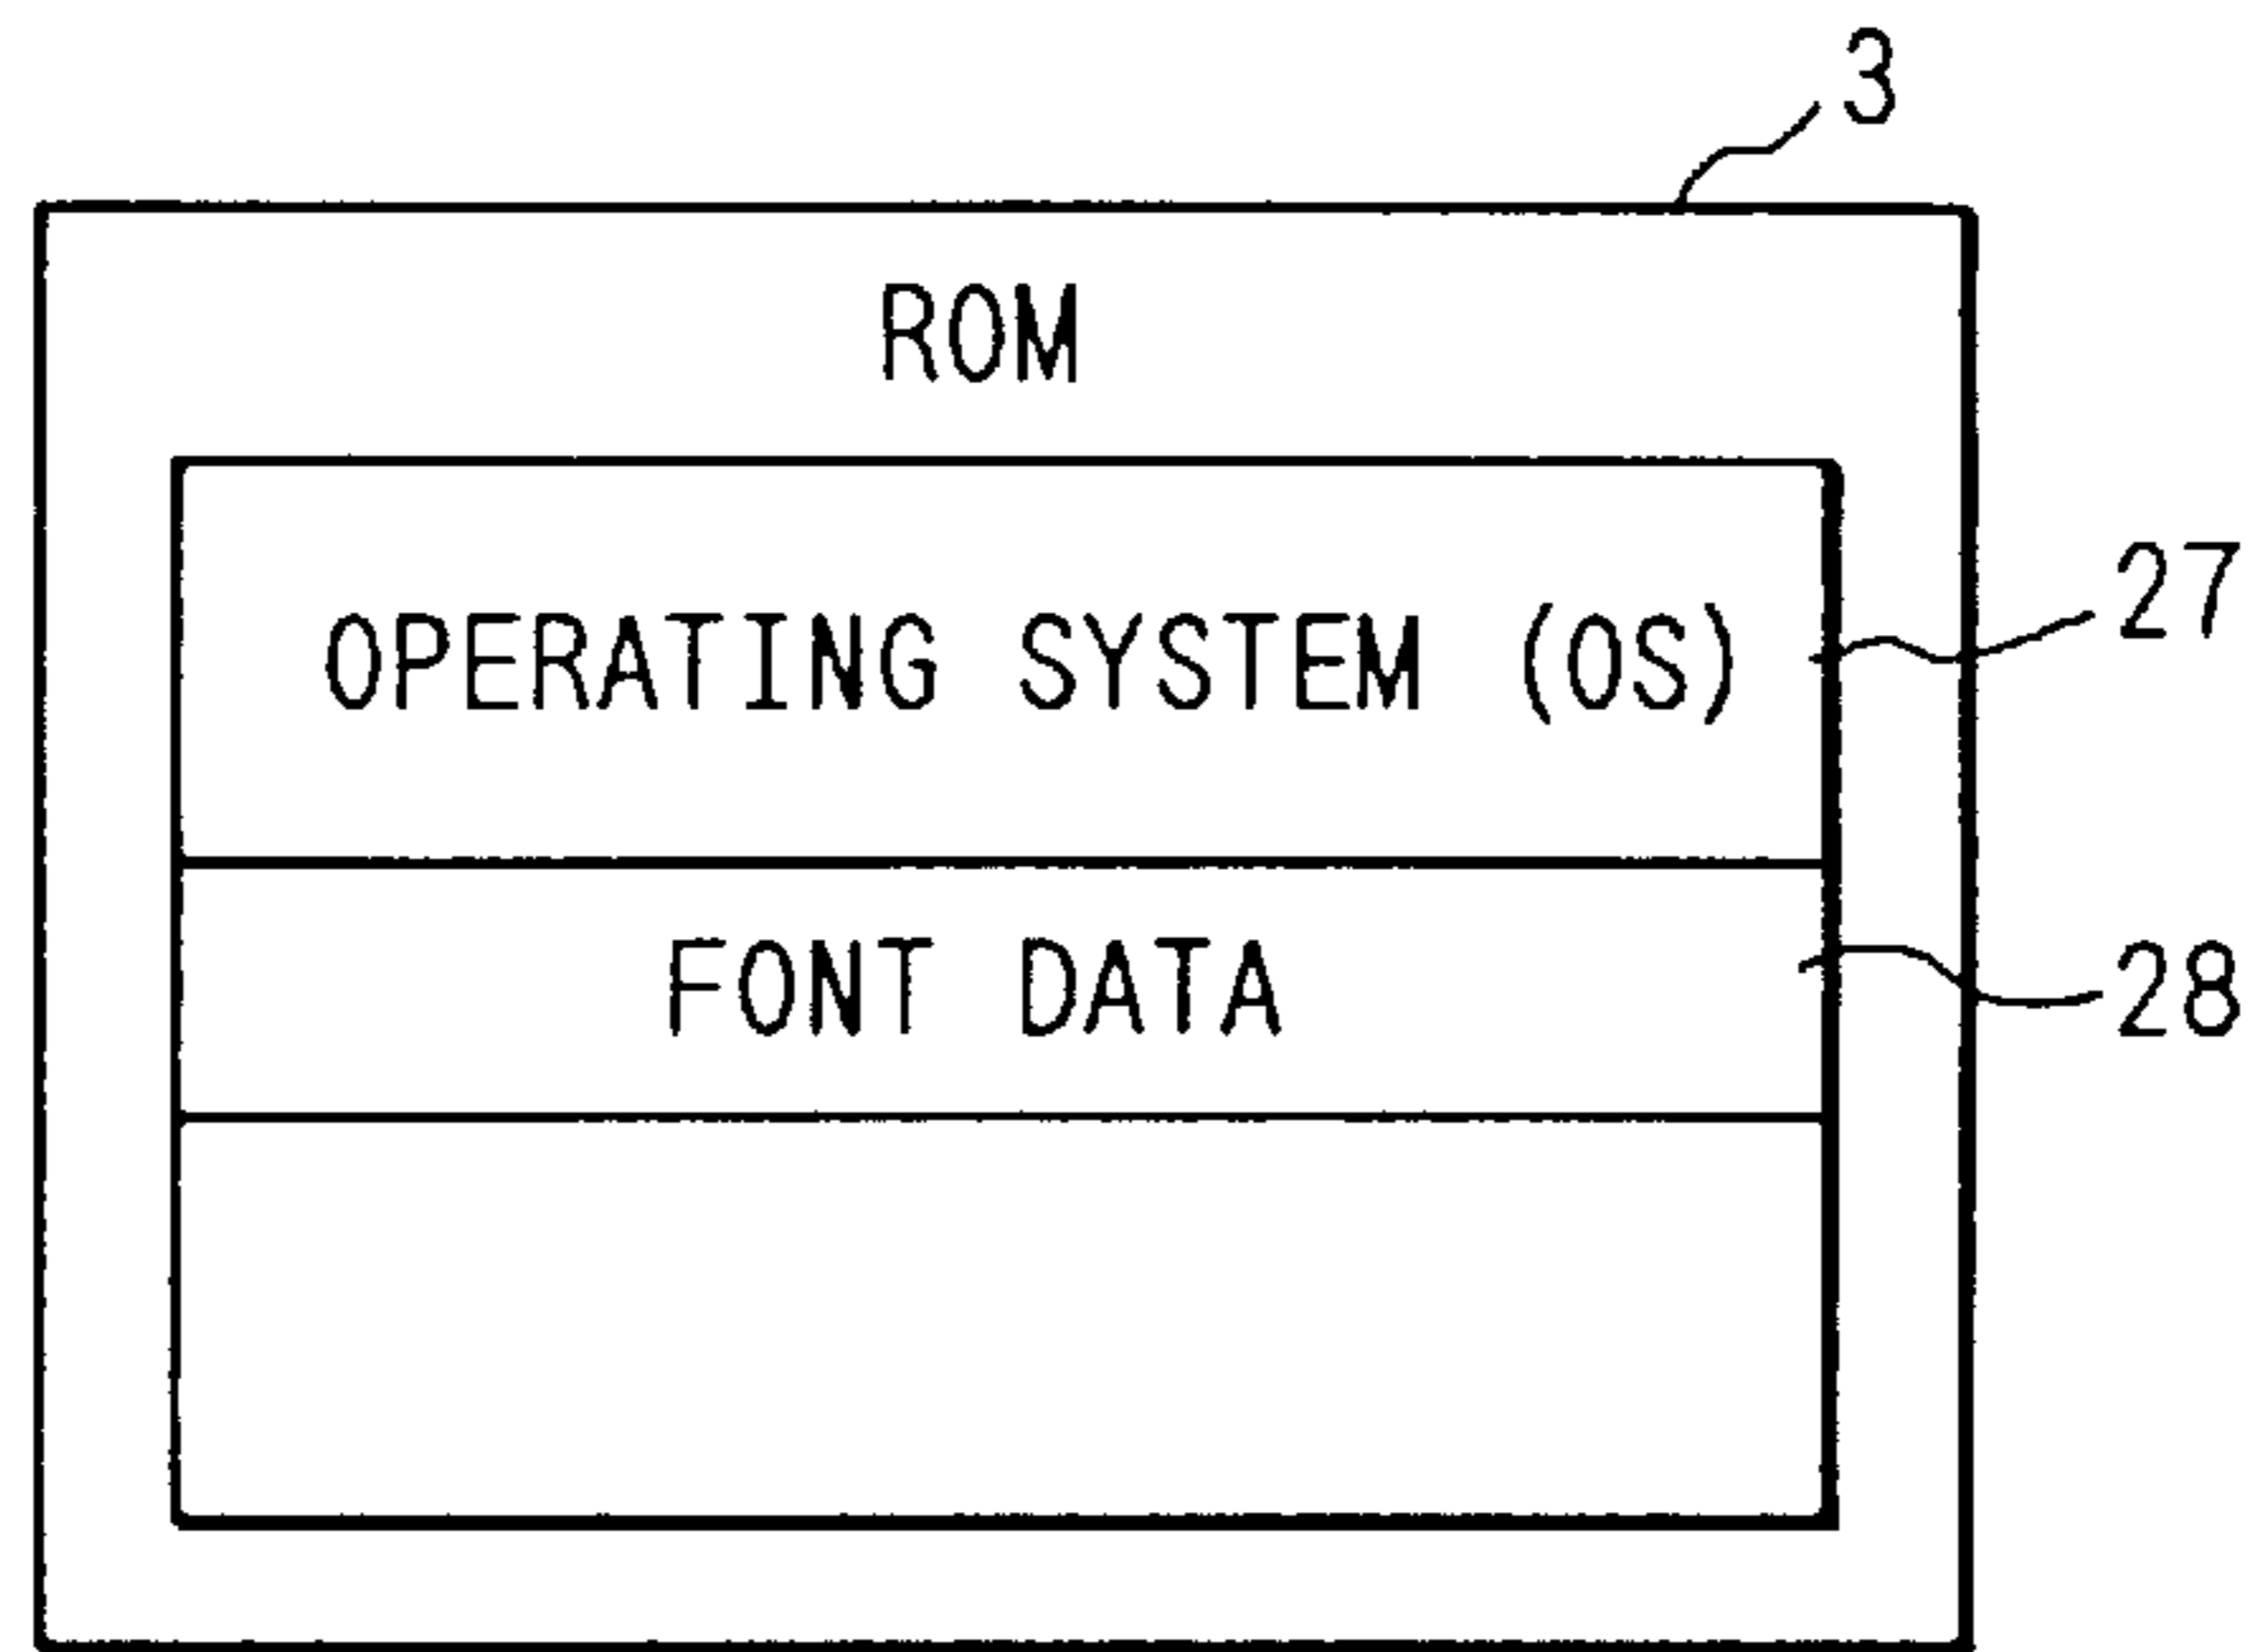 3
ROM
OPERATING SYSTEM (OS)
27
FONT DATA
28